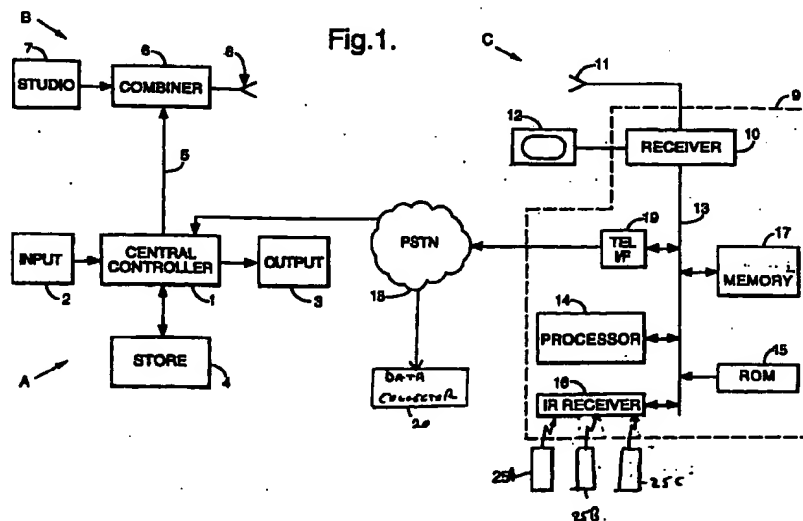 Fig.1.
B
7
STUDIO
6
COMBINER
8
5
INPUT
2
CENTRAL
CONTROLLER
1
OUTPUT
3
STORE
4
A
PSTN
18
DATA
COLLECTOR
20
C
11
9
12
RECEIVER
10
13
19
TEL
I/F
17
MEMORY
14
PROCESSOR
15
ROM
16
IR RECEIVER
25A
25B
25C